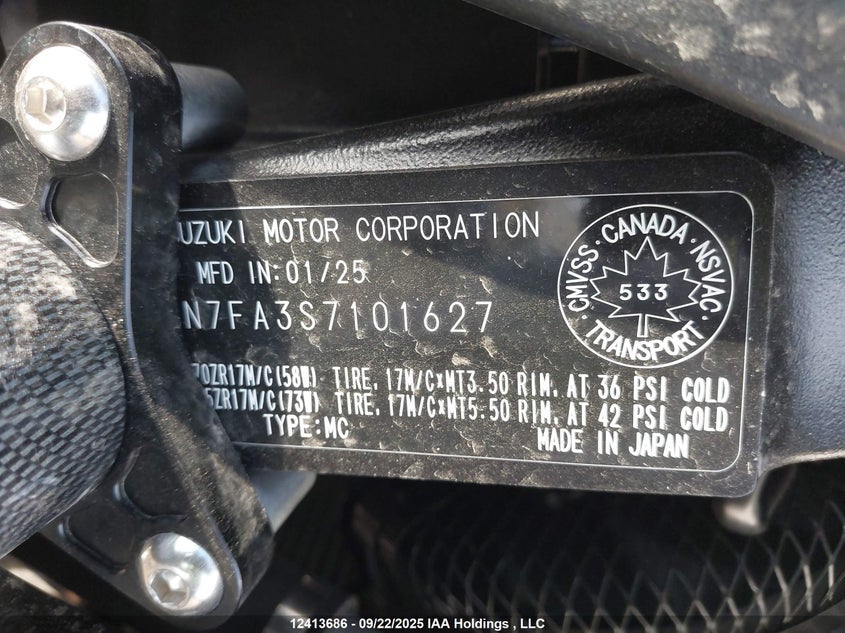 UZUKI MOTOR CORPORATION
MFD IN:01/25
N7FA3S7101627
70ZR17M/C(58W) TIRE, 17M/C×MT3.50 RIM, AT 36 PSI COLD
5ZR17M/C(73W) TIRE, 17M/C×MT5.50 RIM, AT 42 PSI COLD
TYPE:MC
MADE IN JAPAN
CANADA · NSVAC ·
TRANSPORT · CMVSS ·
533
12413686 - 09/22/2025 IAA Holdings , LLC